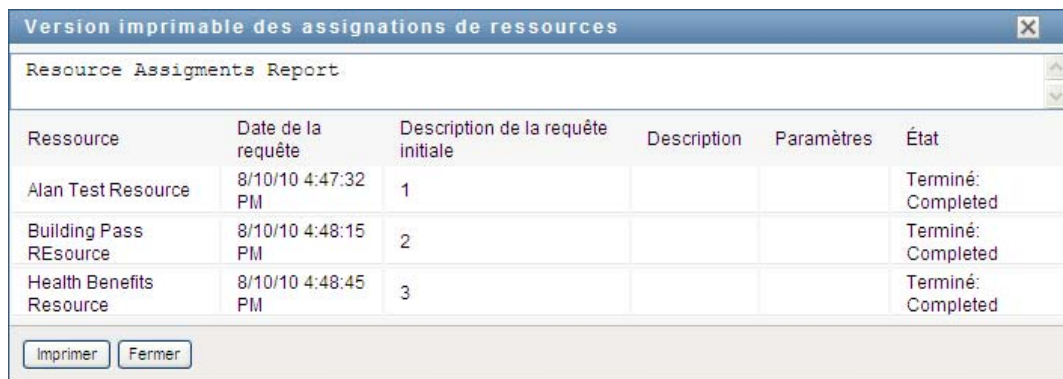 Version imprimable des assignations de ressources
Resource Assigments Report
Ressource
Date de la
requête
Description de la requête
initiale
Description
Paramètres
État
Alan Test Resource
8/10/10 4:47:32
PM
1
Terminé:
Completed
Building Pass
REsource
8/10/10 4:48:15
PM
2
Terminé:
Completed
Health Benefits
Resource
8/10/10 4:48:45
PM
3
Terminé:
Completed
Imprimer
Fermer